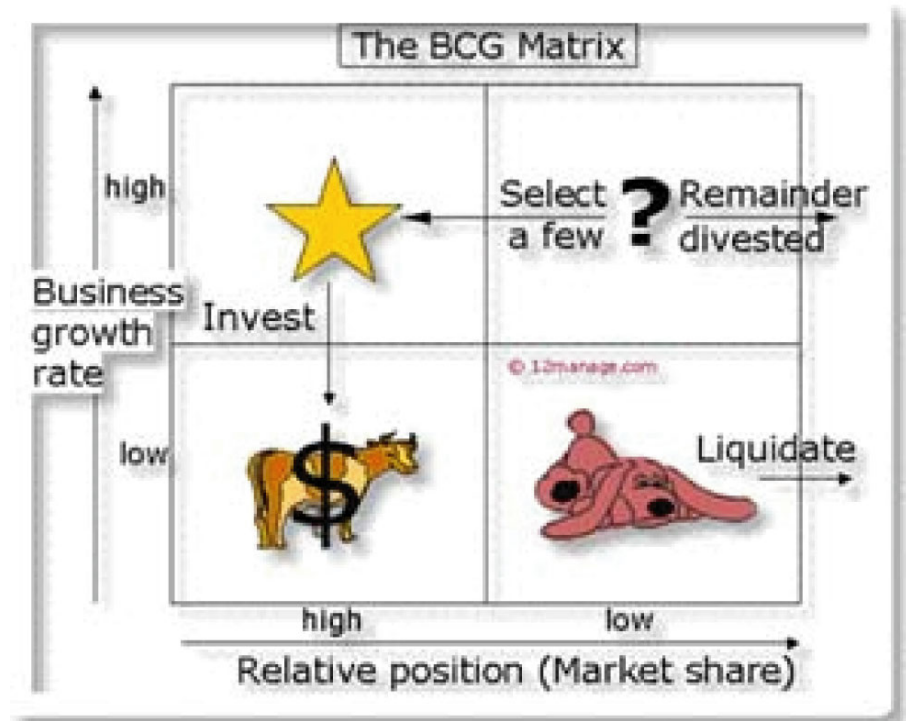 The BCG Matrix
high
Select
a few
?
Remainder
divested
Business
growth
rate
Invest
© 12manage.com
low
$
Liquidate
high
low
Relative position (Market share)